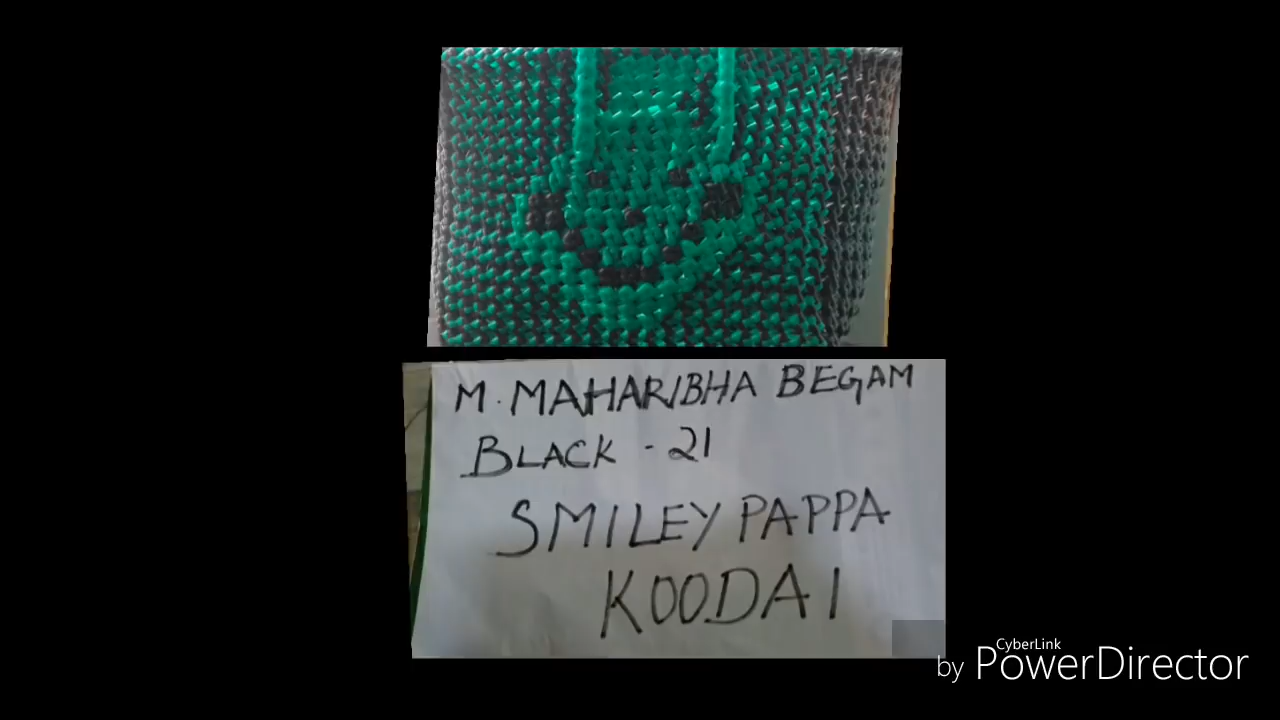 M. MAHARIBHA BEGAM
BLACK - 21
SMILEY PAPPA
KOODAI
CyberLink
by PowerDirector